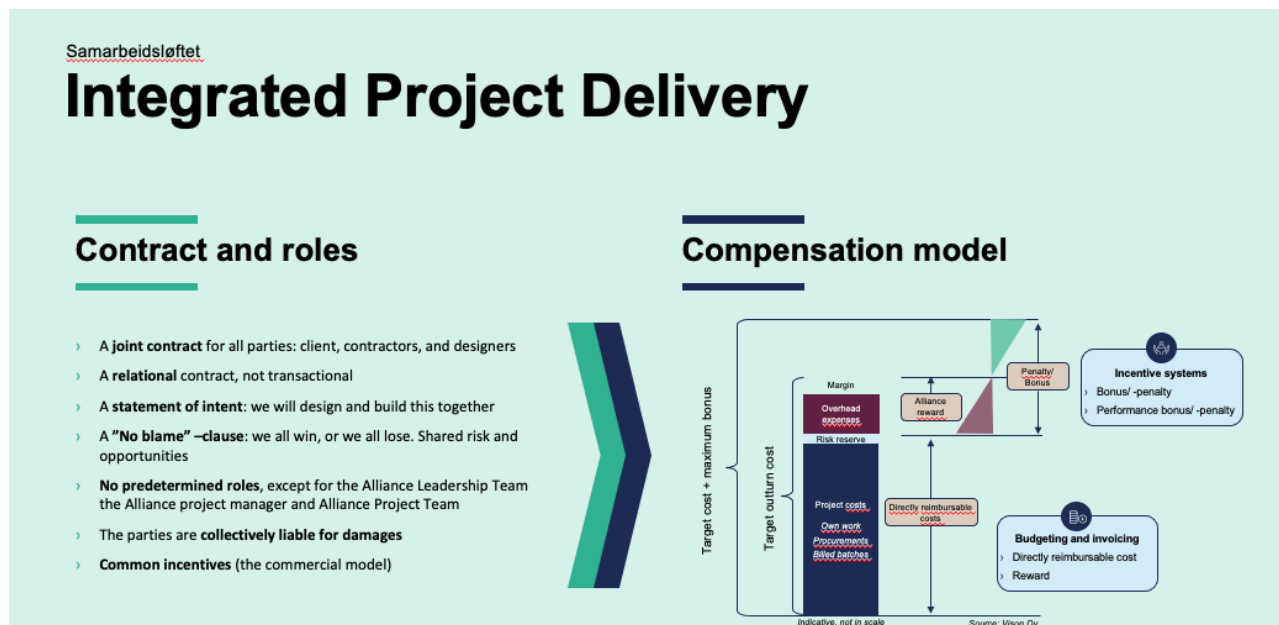 Samarbeidsløftet
Integrated Project Delivery
Contract and roles
› A joint contract for all parties: client, contractors, and designers
› A relational contract, not transactional
› A statement of intent: we will design and build this together
› A ”No blame” –clause: we all win, or we all lose. Shared risk and
opportunities
› No predetermined roles, except for the Alliance Leadership Team
the Alliance project manager and Alliance Project Team
› The parties are collectively liable for damages
› Common incentives (the commercial model)
Compensation model
Target cost + maximum bonus
Target outturn cost
Margin
Overhead
expenses
Risk reserve
Project costs
Own work
Procurements
Billed batches
Alliance
reward
Penalty/
Bonus
Directly reimbursable
costs
Incentive systems
› Bonus/ -penalty
› Performance bonus/ -penalty
Budgeting and invoicing
› Directly reimbursable cost
› Reward
Indicative, not in scale
Source: Vison Oy